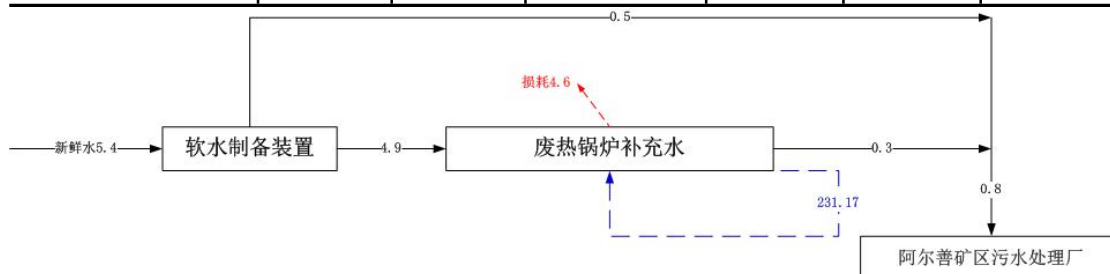 0.5
损耗4.6
新鲜水5.4
软水制备装置
4.9
废热锅炉补充水
0.3
0.8
231.17
阿尔善矿区污水处理厂